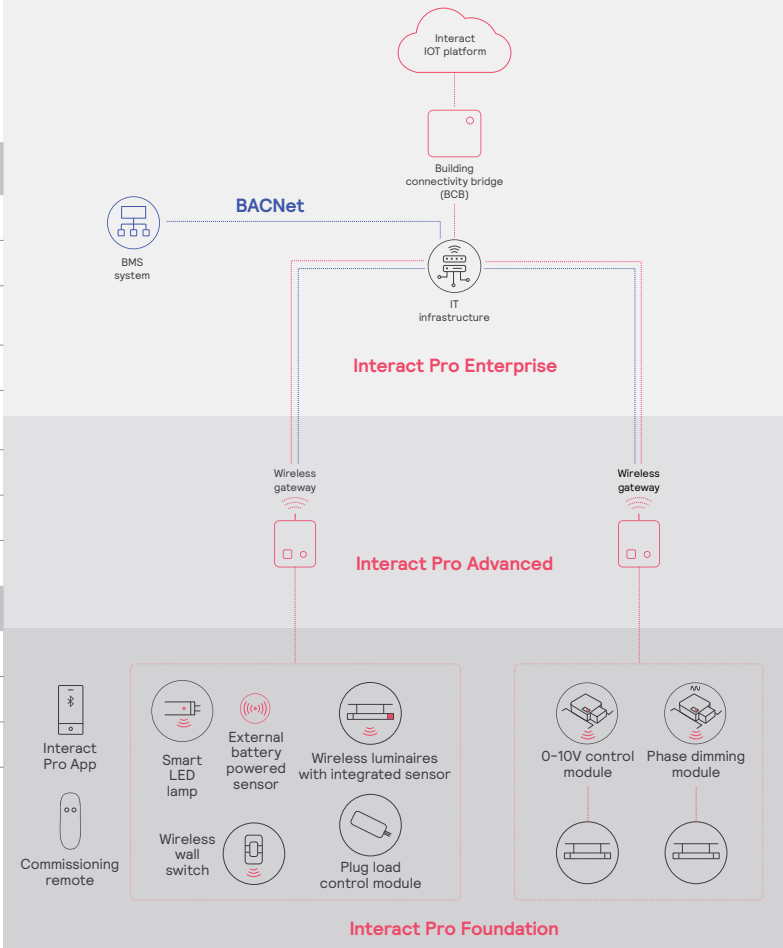 Interact
IOT platform
Building
connectivity bridge
(BCB)
BACNet
BMS
system
IT
infrastructure
Interact Pro Enterprise
Wireless
gateway
Wireless
gateway
Interact Pro Advanced
Interact
Pro App
Smart
LED
lamp
External
battery
powered
sensor
Wireless luminaires
with integrated sensor
0-10V control
module
Phase dimming
module
Commissioning
remote
Wireless
wall
switch
Plug load
control module
Interact Pro Foundation